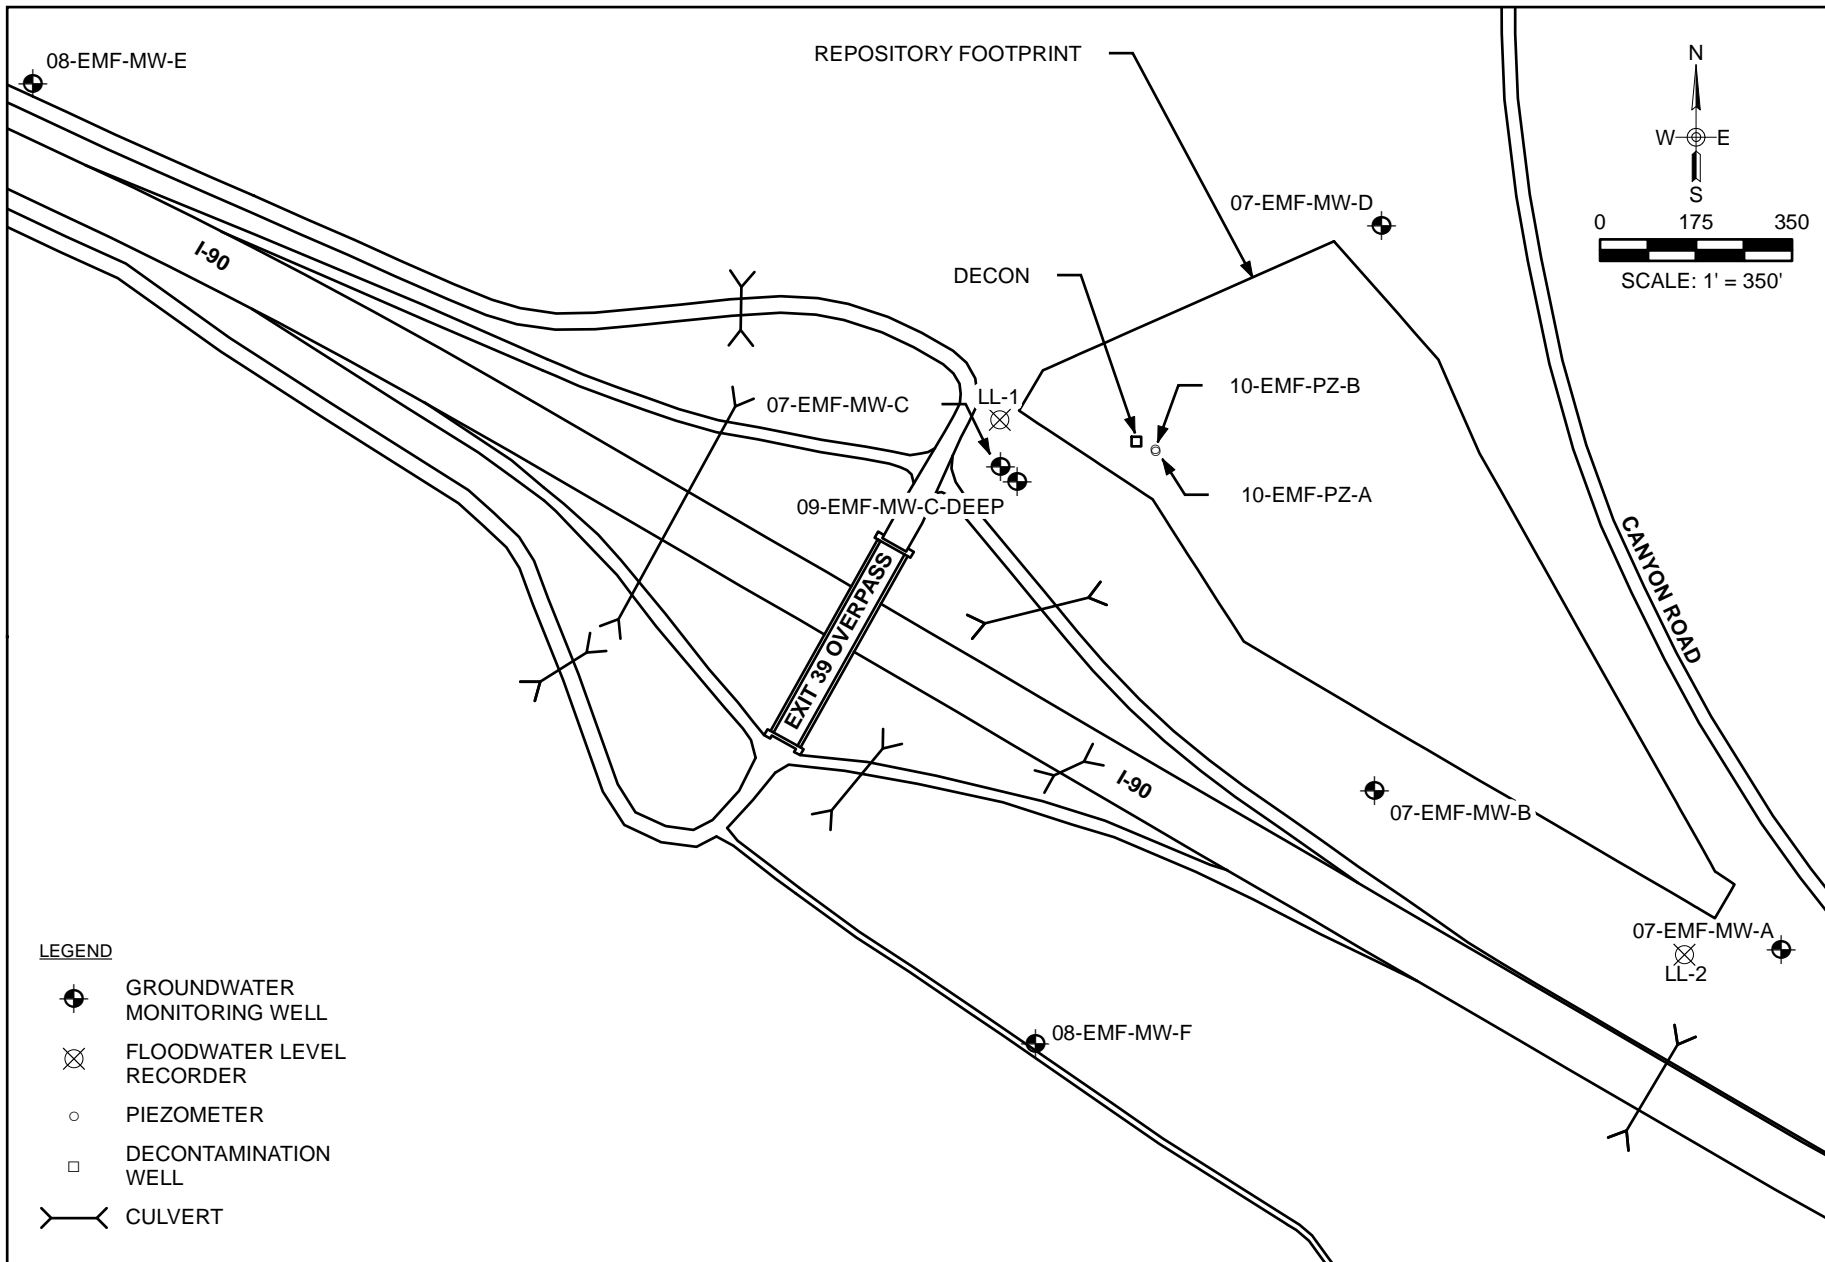 08-EMF-MW-E
REPOSITORY FOOTPRINT
N
W
E
S
07-EMF-MW-D
0 175 350
SCALE: 1' = 350'
I-90
DECON
10-EMF-PZ-B
LL-1
07-EMF-MW-C
10-EMF-PZ-A
09-EMF-MW-C-DEEP
CANYON ROAD
EXIT 39 OVERPASS
I-90
07-EMF-MW-B
07-EMF-MW-A
LL-2
08-EMF-MW-F
LEGEND
GROUNDWATER
MONITORING WELL
FLOODWATER LEVEL
RECORDER
PIEZOMETER
DECONTAMINATION
WELL
CULVERT